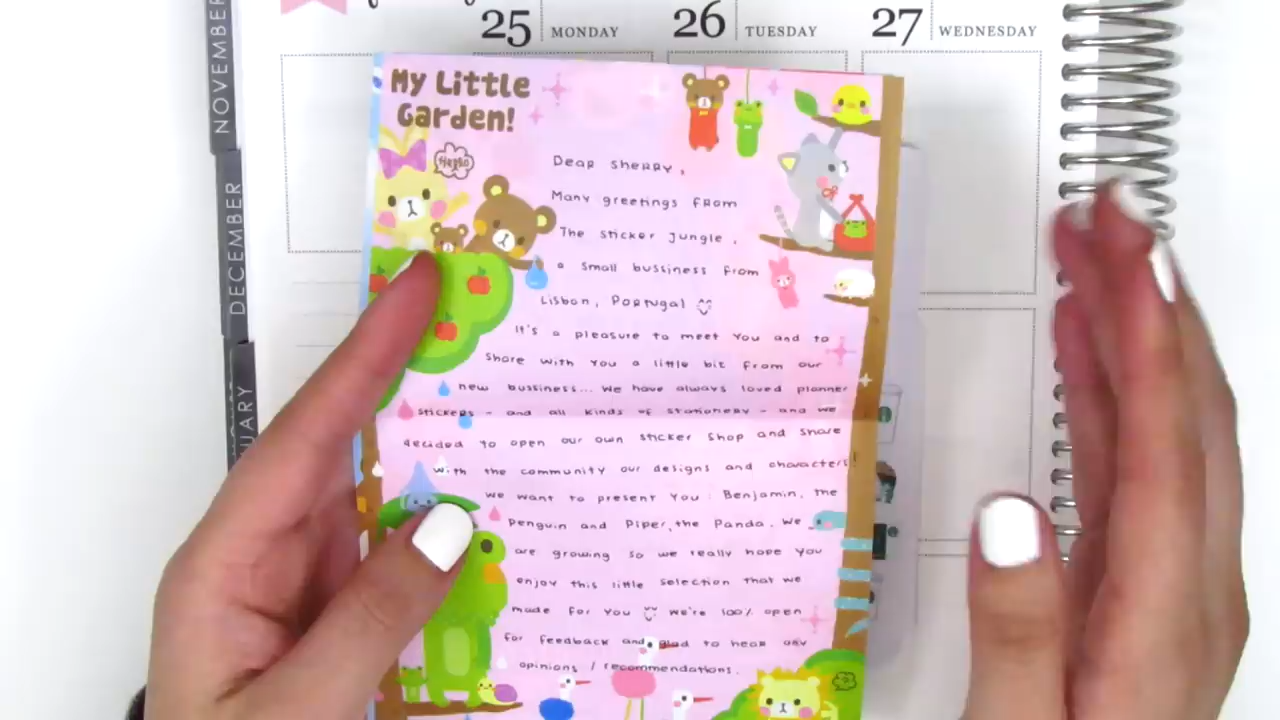 25 MONDAY 26 TUESDAY 27 WEDNESDAY
NOVEMBER
DECEMBER
My Little
Garden!
Dear Sherry,
Many greetings from
The Sticker Jungle,
a small bussiness from
Lisbon, Portugal
It's a pleasure to meet you and to
share with you a little bit from our
new bussiness... We have always loved planner
stickers - and all kinds of stationery - and we
decided to open our own sticker shop and share
with the community our designs and characters!
we want to present you: Benjamin, the
Penguin and Piper, the Panda. We
are growing so we really hope you
enjoy this little selection that we
made for you we're 100% open
for feedback and glad to hear any
opinions / recommendations.